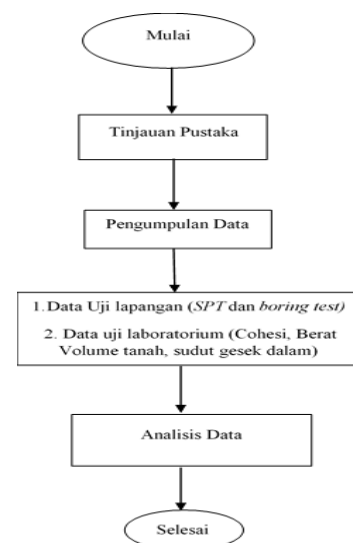 Mulai
Tinjauan Pustaka
Pengumpulan Data
1.Data Uji lapangan (SPT dan boring test)
2. Data uji laboratorium (Cohesi, Berat
Volume tanah, sudut gesek dalam)
Analisis Data
Selesai